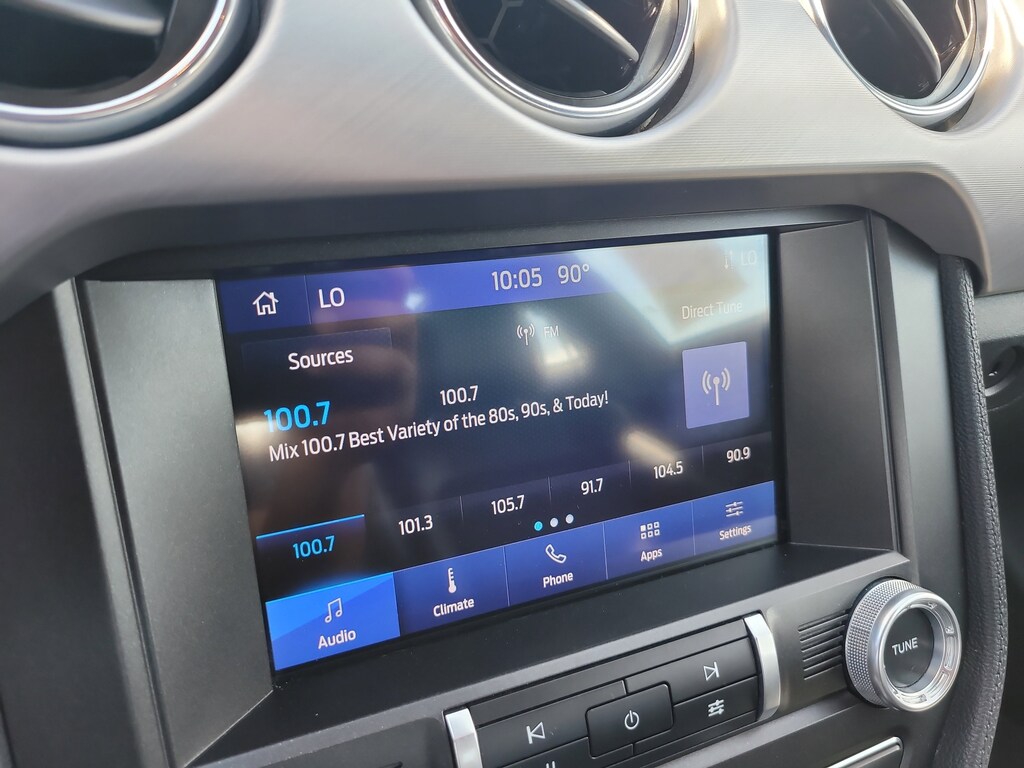 LO 10:05 90° LO
FM
Direct Tune
Sources
100.7 100.7
Mix 100.7 Best Variety of the 80s, 90s, & Today!
100.7 101.3 105.7 91.7 104.5 90.9
Audio Climate Phone Apps Settings
TUNE